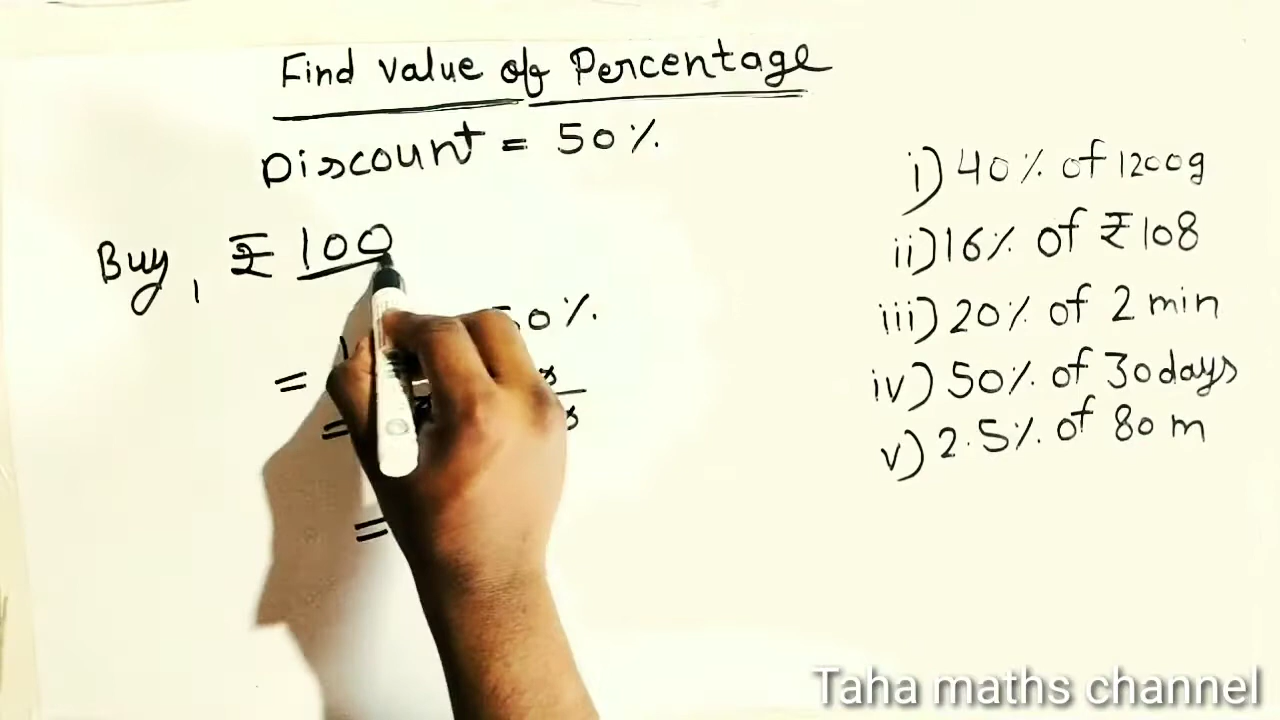 Find value of Percentage
Discount = 50%
Buy, ₹ 100
0%
=
=
=
i) 40% of 1200g
ii) 16% of ₹108
iii) 20% of 2 min
iv) 50% of 30 days
v) 2.5% of 80 m
Taha maths channel